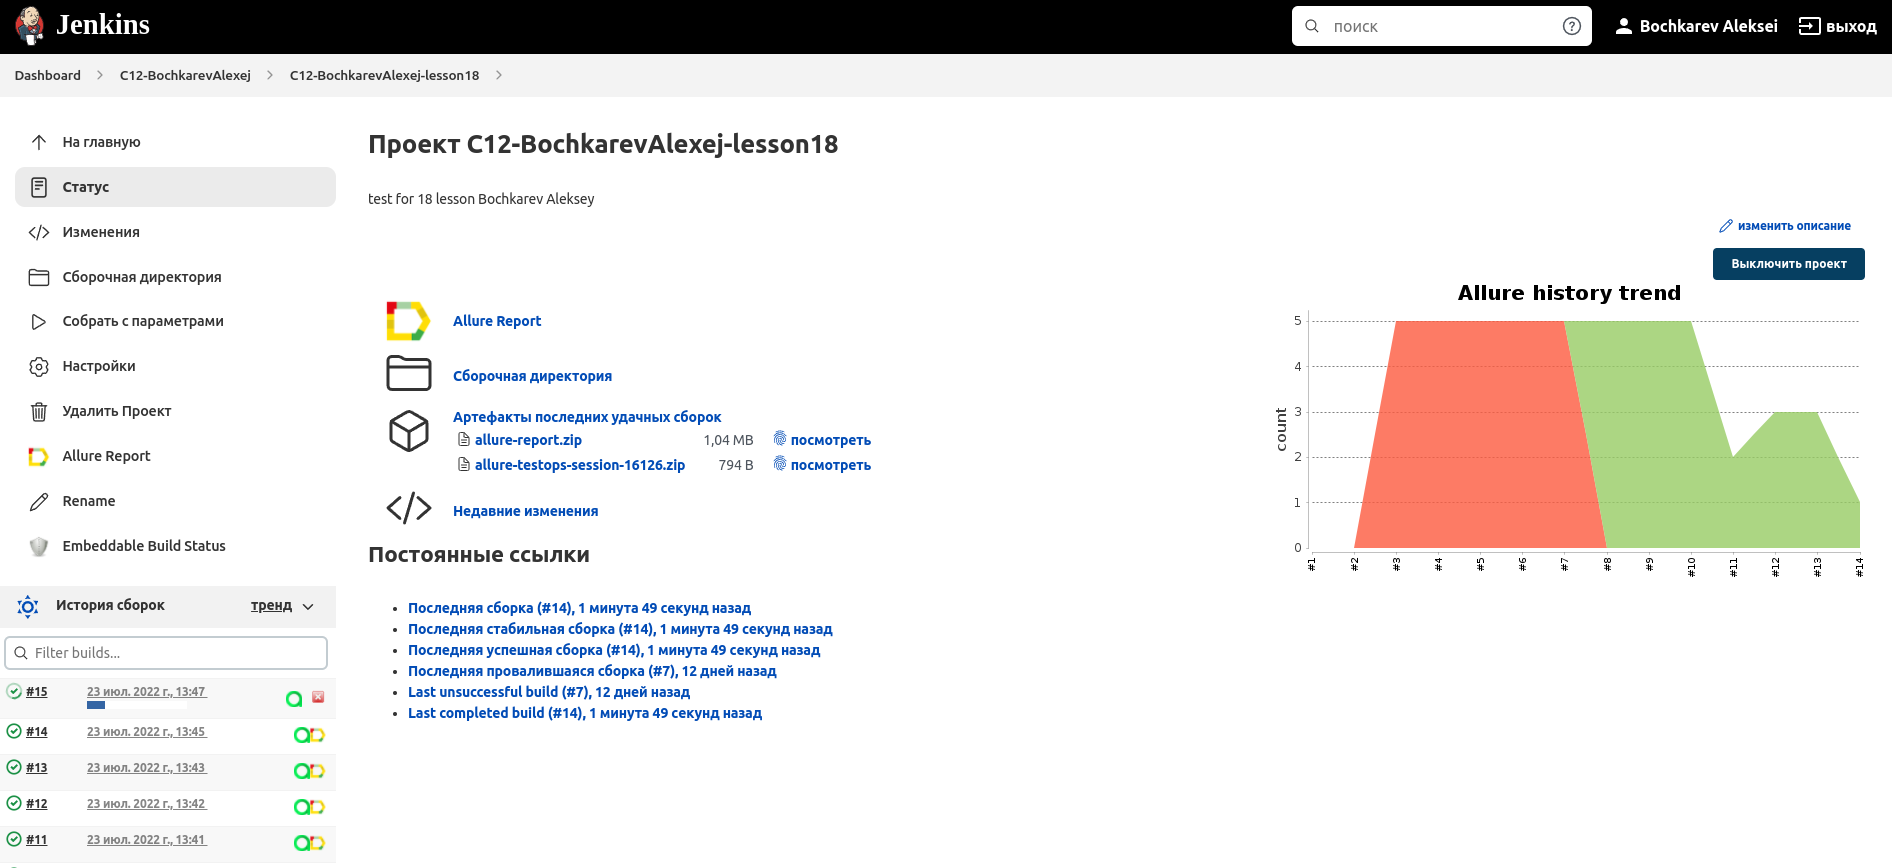 Jenkins
поиск
Bochkarev Aleksei
выход
Dashboard
C12-BochkarevAlexej
C12-BochkarevAlexej-lesson18
На главную
Статус
Изменения
Сборочная директория
Собрать с параметрами
Настройки
Удалить Проект
Allure Report
Rename
Embeddable Build Status
История сборок
тренд
Filter builds...
#15 23 июл. 2022 г., 13:47
#14 23 июл. 2022 г., 13:45
#13 23 июл. 2022 г., 13:43
#12 23 июл. 2022 г., 13:42
#11 23 июл. 2022 г., 13:41
Проект C12-BochkarevAlexej-lesson18
test for 18 lesson Bochkarev Aleksey
изменить описание
Выключить проект
Allure Report
Сборочная директория
Артефакты последних удачных сборок
allure-report.zip 1,04 MB посмотреть
allure-testops-session-16126.zip 794 B посмотреть
Недавние изменения
Постоянные ссылки
Последняя сборка (#14), 1 минута 49 секунд назад
Последняя стабильная сборка (#14), 1 минута 49 секунд назад
Последняя успешная сборка (#14), 1 минута 49 секунд назад
Последняя провалившаяся сборка (#7), 12 дней назад
Last unsuccessful build (#7), 12 дней назад
Last completed build (#14), 1 минута 49 секунд назад
Allure history trend
count
5
4
3
2
1
0
#1 #2 #3 #4 #5 #6 #7 #8 #9 #10 #11 #12 #13 #14